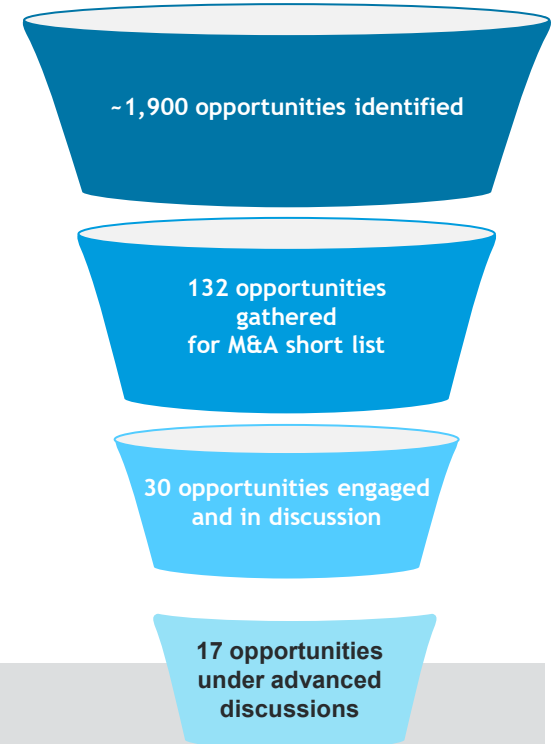 ~1,900 opportunities identified
132 opportunities
gathered
for M&A short list
30 opportunities engaged
and in discussion
17 opportunities
under advanced
discussions